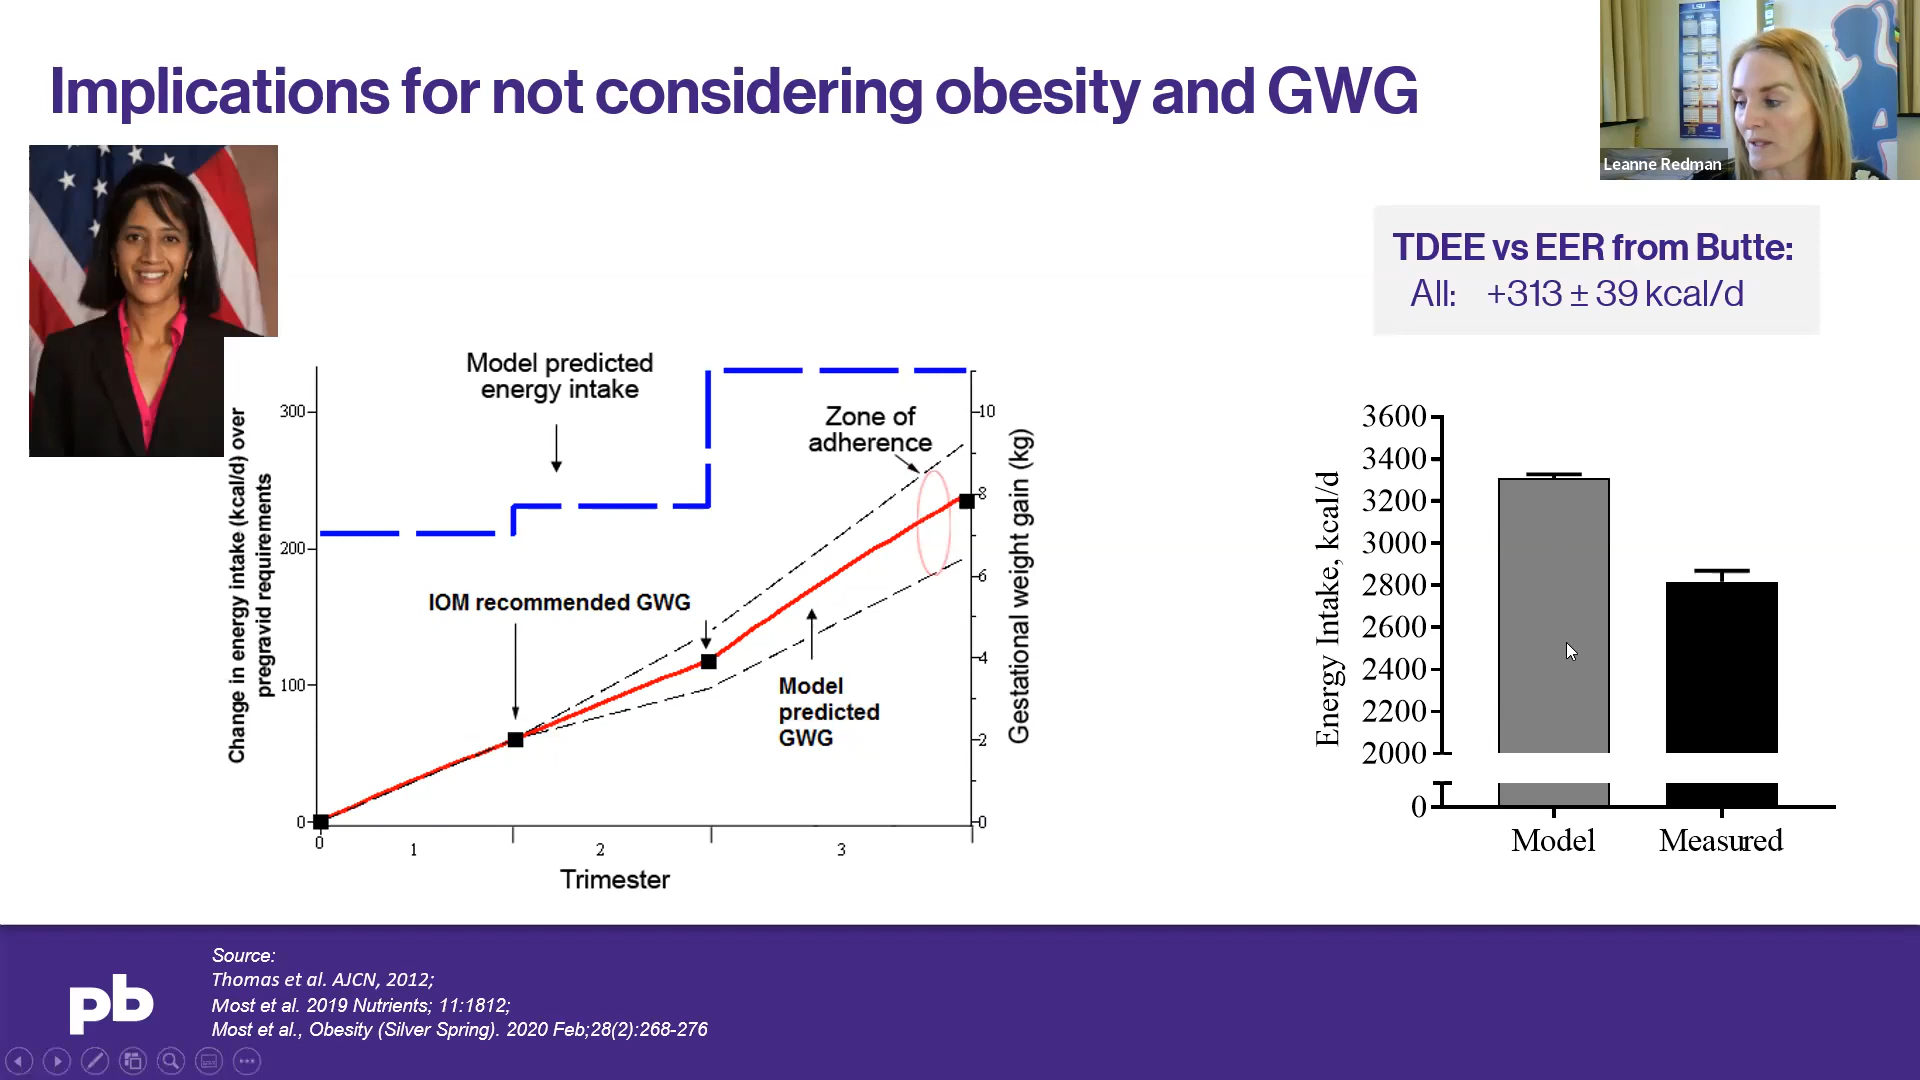 Implications for not considering obesity and GWG
LSU
Leanne Redman
TDEE vs EER from Butte:
All: +313 ± 39 kcal/d
Model predicted
energy intake
Zone of
adherence
IOM recommended GWG
Model
predicted
GWG
Change in energy intake (kcal/d) over
pregravid requirements
300
200
100
0
10
8
6
4
2
0
Gestational weight gain (kg)
0
1
2
3
Trimester
Energy Intake, kcal/d
3600
3400
3200
3000
2800
2600
2400
2200
2000
0
Model
Measured
pb
Source:
Thomas et al. AJCN, 2012;
Most et al. 2019 Nutrients; 11:1812;
Most et al., Obesity (Silver Spring). 2020 Feb;28(2):268-276